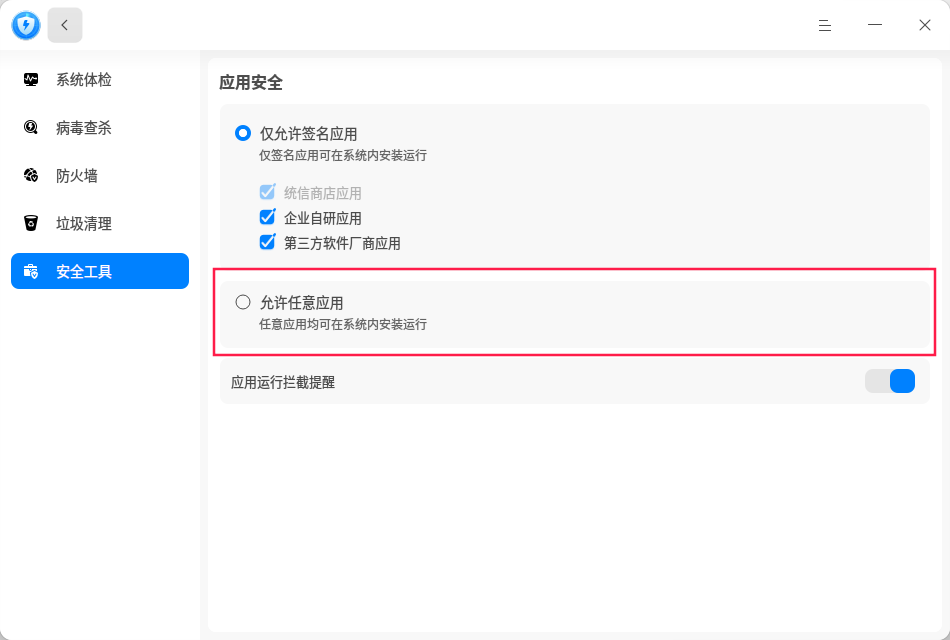 系统体检
病毒查杀
防火墙
垃圾清理
安全工具
应用安全
仅允许签名应用
仅签名应用可在系统内安装运行
统信商店应用
企业自研应用
第三方软件厂商应用
允许任意应用
任意应用均可在系统内安装运行
应用运行拦截提醒